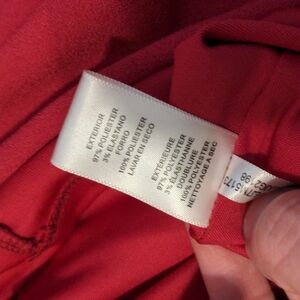 EXTERIOR
97% POLIESTER
3% ELASTANO
FORRO
100% POLIESTER
LAVAR EN SECO
EXTÉRIEURE
97% POLYESTER
3% ÉLASTHANNE
DOUBLURE
100% POLYESTER
NETTOYAGE A SEC